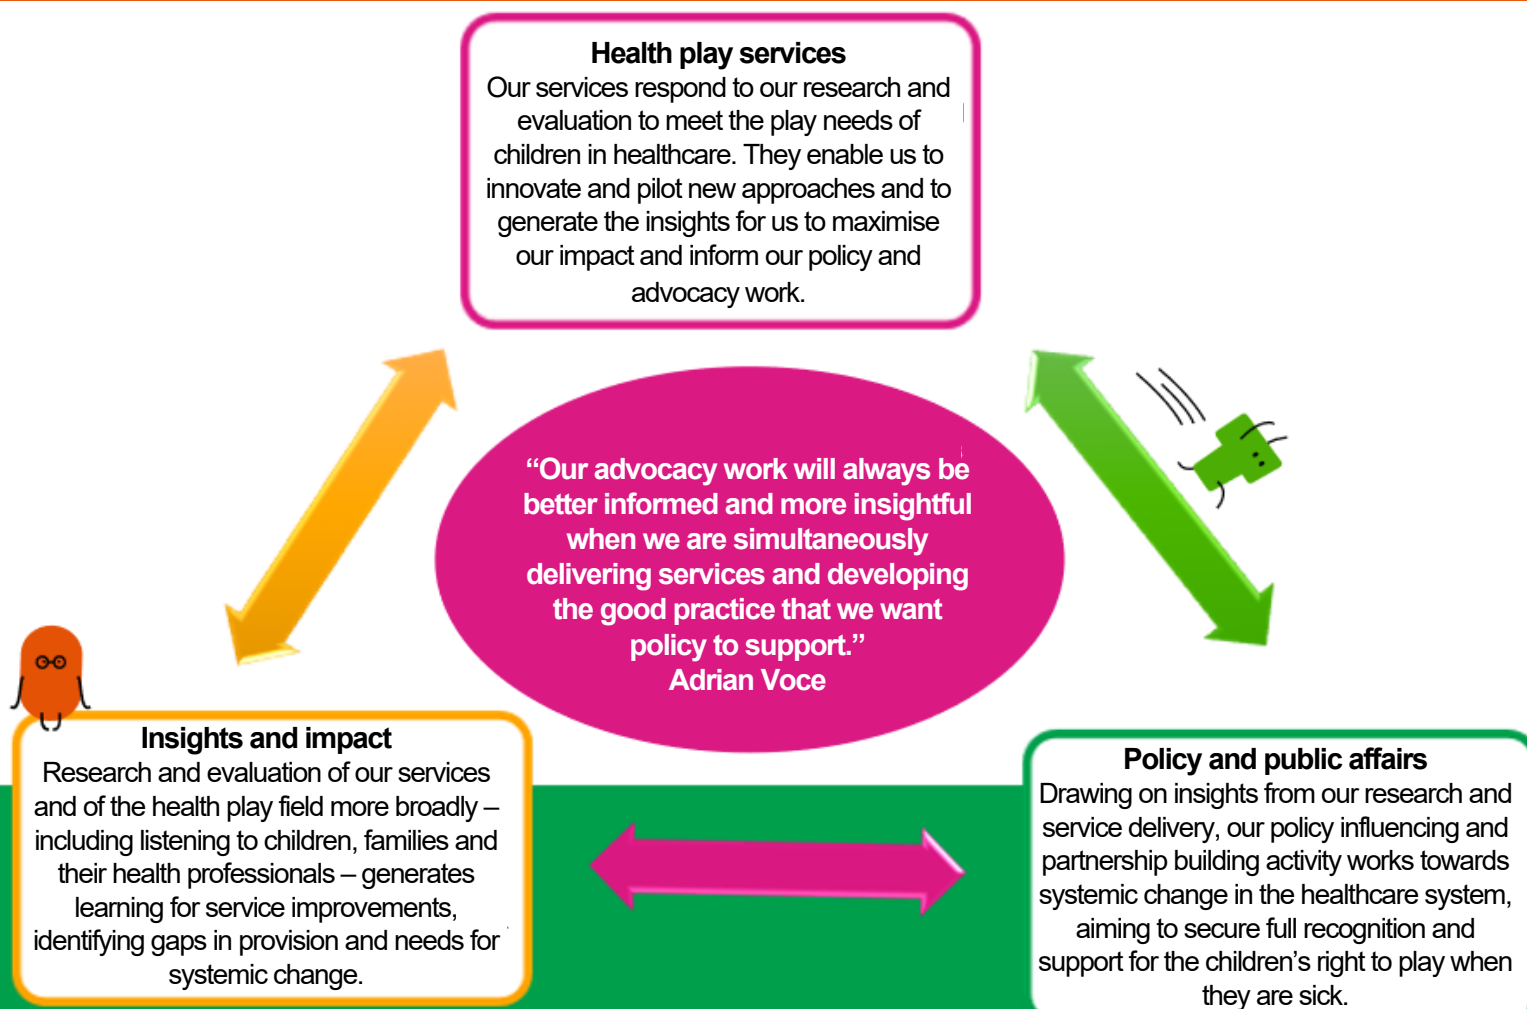 Health play services
Our services respond to our research and
evaluation to meet the play needs of
children in healthcare. They enable us to
innovate and pilot new approaches and to
generate the insights for us to maximise
our impact and inform our policy and
advocacy work.
“Our advocacy work will always be
better informed and more insightful
when we are simultaneously
delivering services and developing
the good practice that we want
policy to support.”
Adrian Voce
Insights and impact
Research and evaluation of our services
and of the health play field more broadly –
including listening to children, families and
their health professionals – generates
learning for service improvements,
identifying gaps in provision and needs for
systemic change.
Policy and public affairs
Drawing on insights from our research and
service delivery, our policy influencing and
partnership building activity works towards
systemic change in the healthcare system,
aiming to secure full recognition and
support for the children’s right to play when
they are sick.